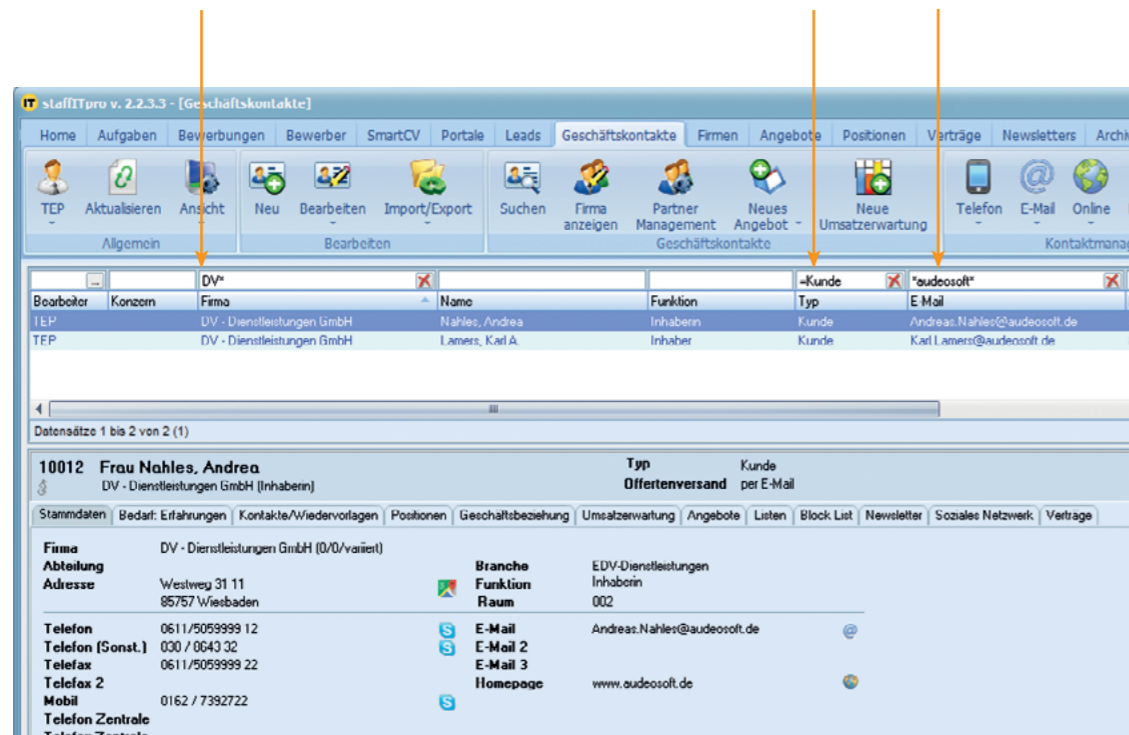 staffITpro v. 2.2.3.3 - [Geschäftskontakte]
Home Aufgaben Bewerbungen Bewerber SmartCV Portale Leads Geschäftskontakte Firmen Angebote Positionen Verträge Newsletters Archiv
TEP Aktualisieren Ansicht Neu Bearbeiten Import/Export Suchen Firma anzeigen Partner Management Neues Angebot Neue Umsatzerwartung Telefon E-Mail Online
Allgemein Bearbeiten Geschäftskontakte Kontaktmanag
... DV* =Kunde *audeosoft*
Bearbeiter Konzern Firma Name Funktion Typ E-Mail
TEP DV - Dienstleistungen GmbH Nahles, Andrea Inhaberin Kunde Andreas.Nahles@audeosoft.de
TEP DV - Dienstleistungen GmbH Lamers, Karl A. Inhaber Kunde Karl.Lamers@audeosoft.de
Datensätze 1 bis 2 von 2 (1)
10012 Frau Nahles, Andrea Typ Kunde
DV - Dienstleistungen GmbH (Inhaberin) Offertenversand per E-Mail
Stammdaten Bedarf: Erfahrungen Kontakte/Wiedervorlagen Positionen Geschäftsbeziehung Umsatzerwartung Angebote Listen Block List Newsletter Soziales Netzwerk Verträge
Firma DV - Dienstleistungen GmbH (0/0/variiert)
Abteilung Branche EDV-Dienstleistungen
Adresse Westweg 31 11 Funktion Inhaberin
85757 Wiesbaden Raum 002
Telefon 0611/5059999 12 E-Mail Andreas.Nahles@audeosoft.de
Telefon (Sonst.) 030 / 8643 32 E-Mail 2
Telefax 0611/5059999 22 E-Mail 3
Telefax 2 Homepage www.audeosoft.de
Mobil 0162 / 7392722
Telefon Zentrale
Telefon Zentrale